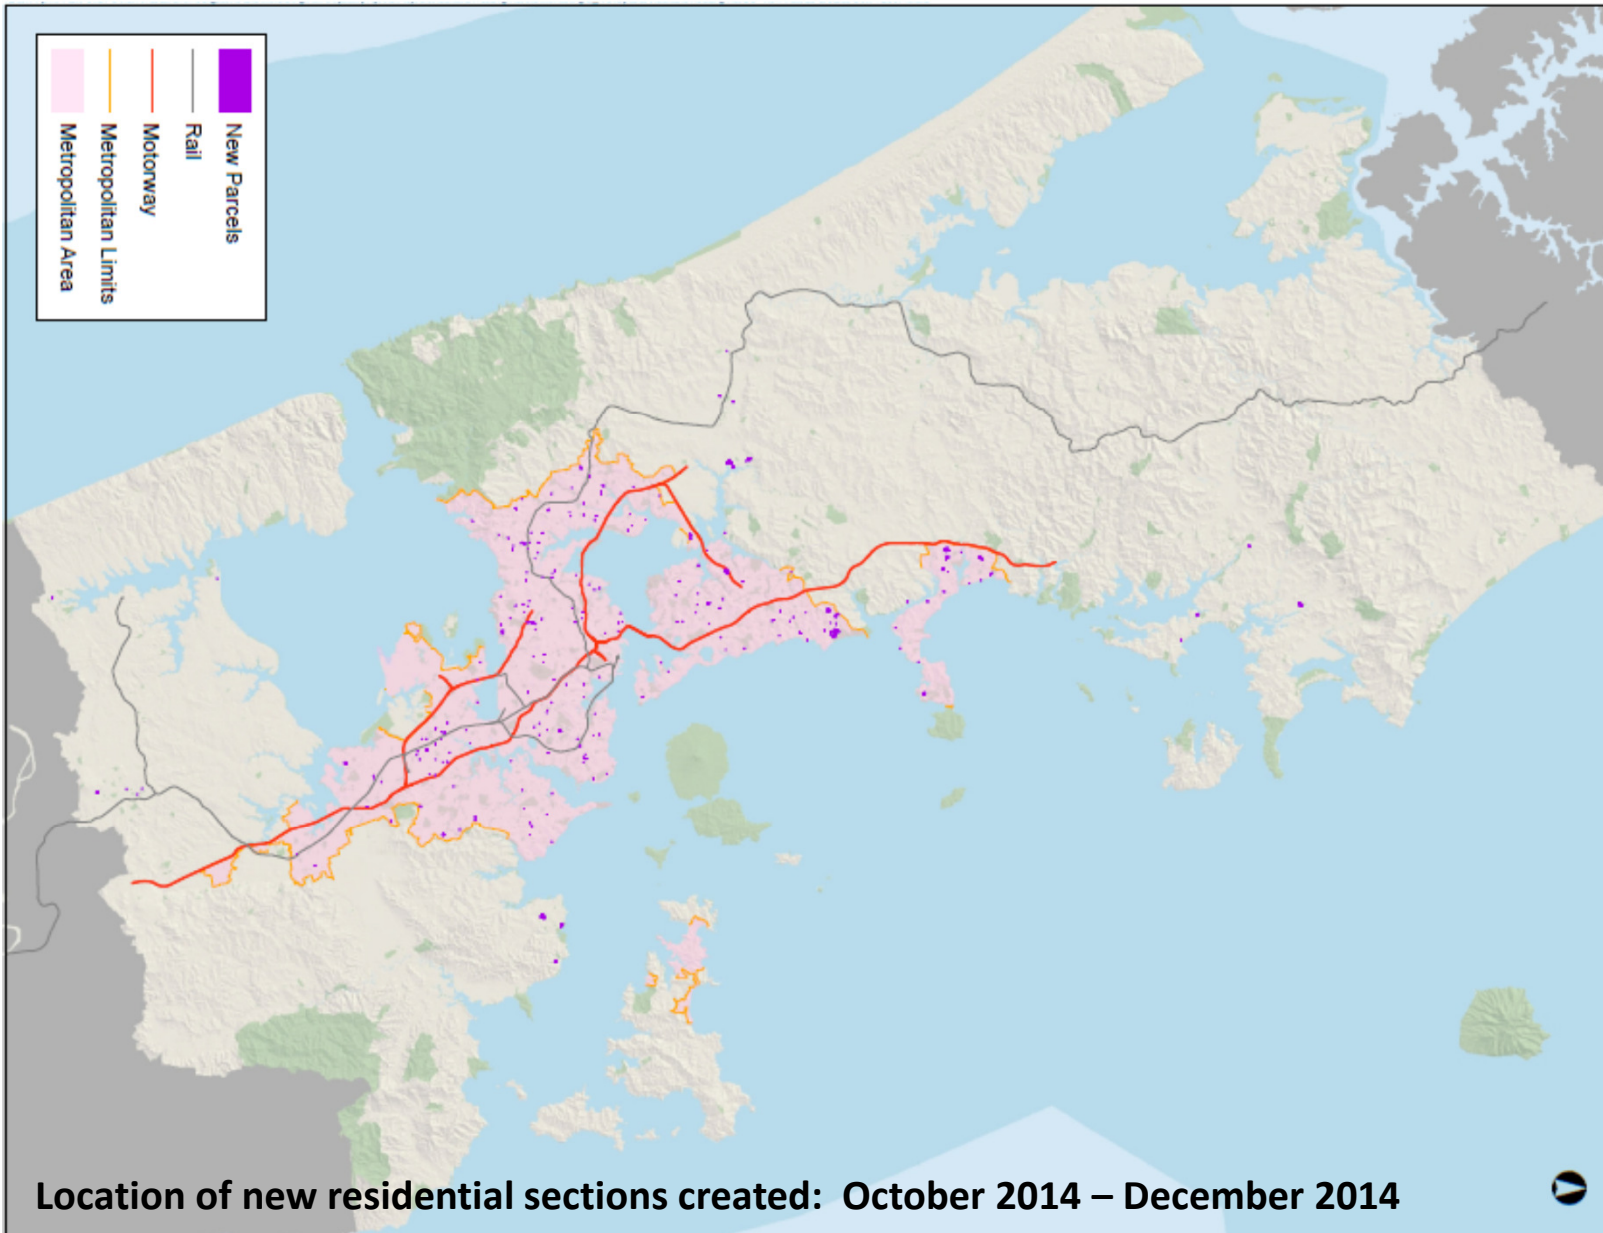 New Parcels
Rail
Motorway
Metropolitan Limits
Metropolitan Area
Location of new residential sections created:  October 2014 – December 2014